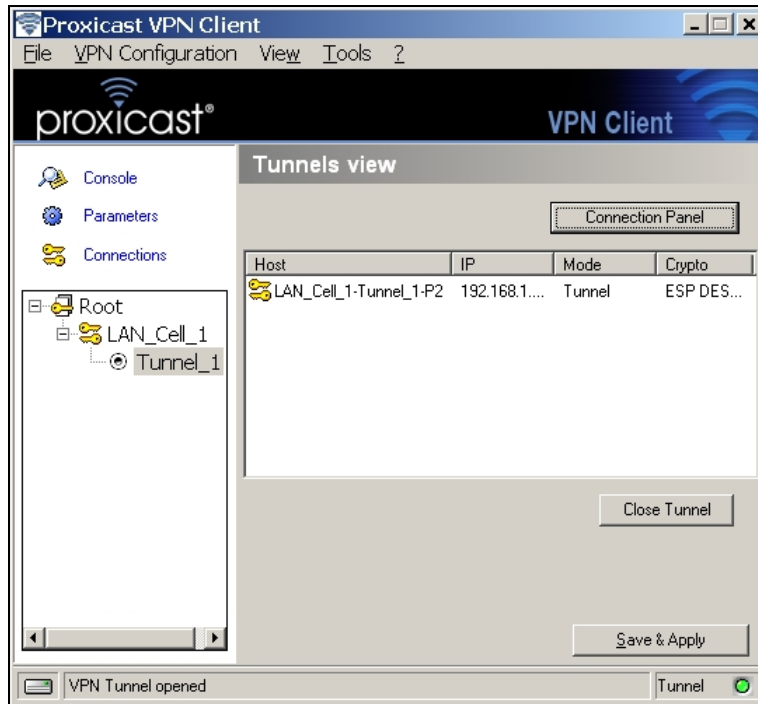 Proxicast VPN Client
File VPN Configuration View Tools ?
proxicast® VPN Client
Console
Parameters
Connections
Root
LAN_Cell_1
Tunnel_1
Tunnels view
Connection Panel
Host IP Mode Crypto
LAN_Cell_1-Tunnel_1-P2 192.168.1.... Tunnel ESP DES...
Close Tunnel
Save & Apply
VPN Tunnel opened Tunnel